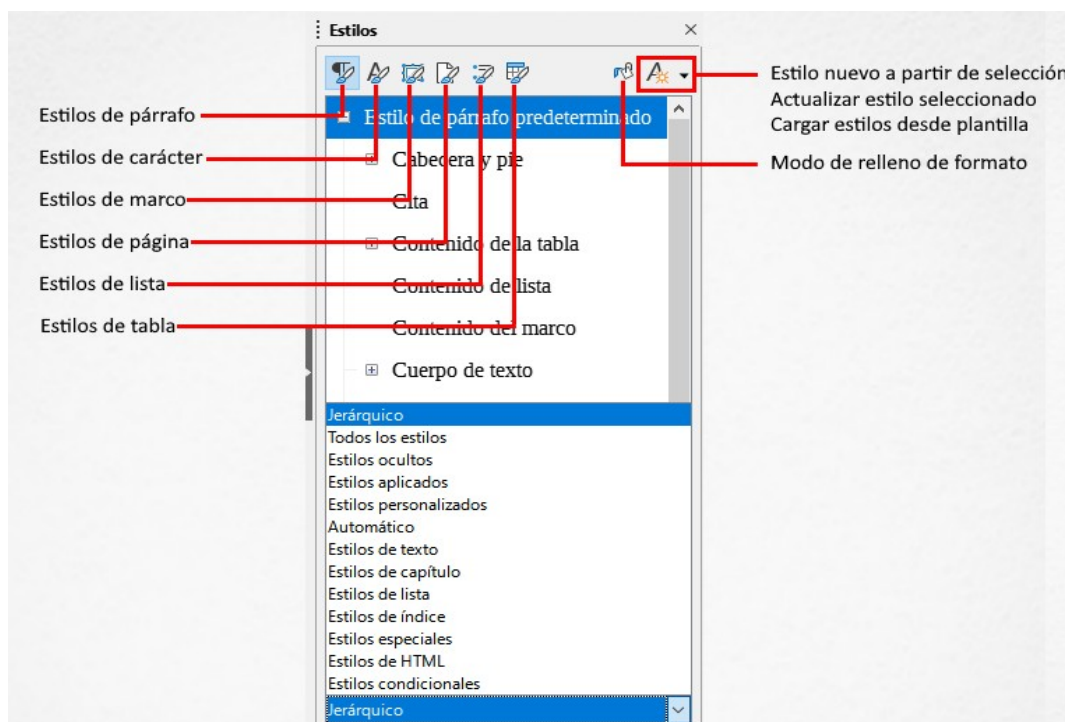 Estilos
Estilo nuevo a partir de selección
Actualizar estilo seleccionado
Cargar estilos desde plantilla
Modo de relleno de formato
Estilos de párrafo
Estilos de carácter
Estilos de marco
Estilos de página
Estilos de lista
Estilos de tabla
Estilo de párrafo predeterminado
Cabecera y pie
Cita
Contenido de la tabla
Contenido de lista
Contenido del marco
Cuerpo de texto
Jerárquico
Todos los estilos
Estilos ocultos
Estilos aplicados
Estilos personalizados
Automático
Estilos de texto
Estilos de capítulo
Estilos de lista
Estilos de índice
Estilos especiales
Estilos de HTML
Estilos condicionales
Jerárquico